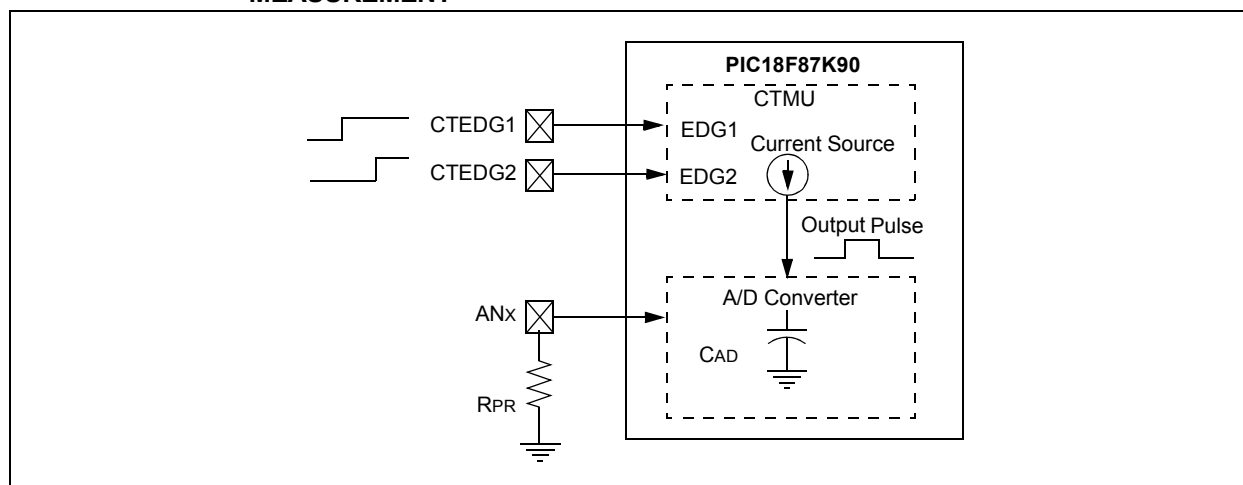 MEASUREMENT
PIC18F87K90
CTMU
CTEDG1
EDG1
Current Source
CTEDG2
EDG2
Output Pulse
A/D Converter
ANX
CAD
RPR